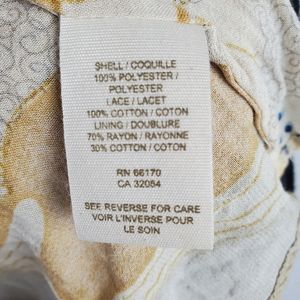 SHELL / COQUILLE
100% POLYESTER /
POLYESTER
LACE / LACET
100% COTTON / COTON
LINING / DOUBLURE
70% RAYON / RAYONNE
30% COTTON / COTON
RN 66170
CA 32054
SEE REVERSE FOR CARE
VOIR L'INVERSE POUR
LE SOIN